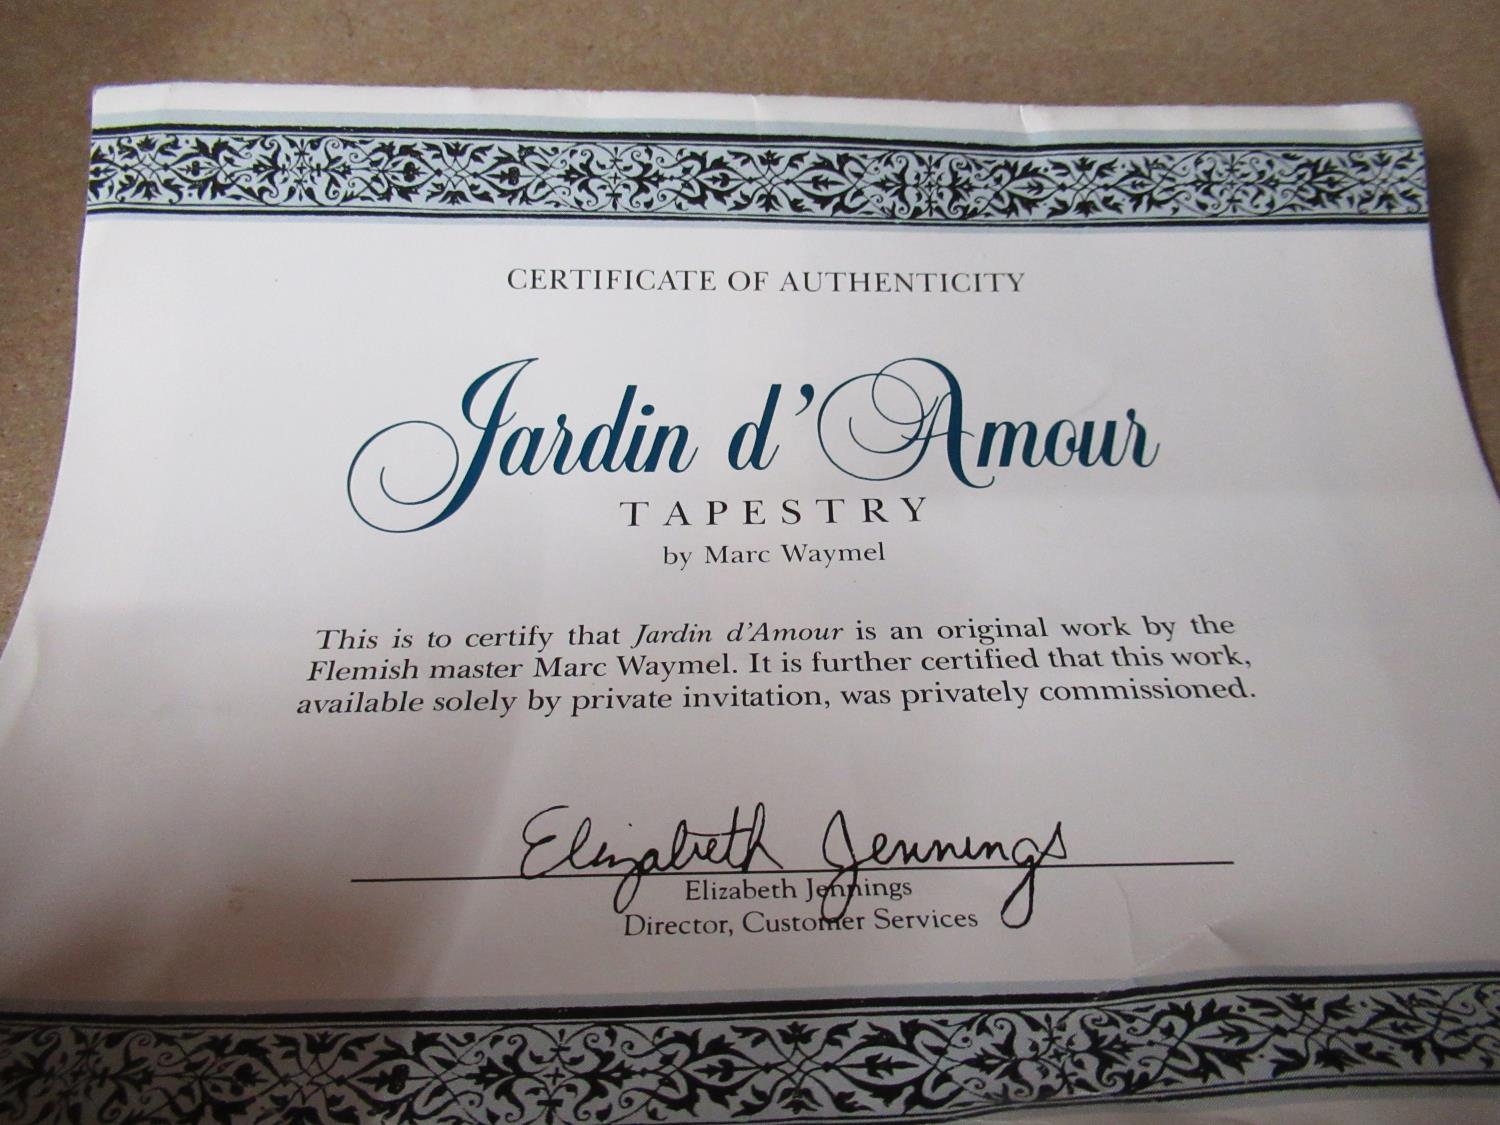 CERTIFICATE OF AUTHENTICITY
Jardin d'Amour
TAPESTRY
by Marc Waymel
This is to certify that Jardin d'Amour is an original work by the
Flemish master Marc Waymel. It is further certified that this work,
available solely by private invitation, was privately commissioned.
Elizabeth Jennings
Elizabeth Jennings
Director, Customer Services